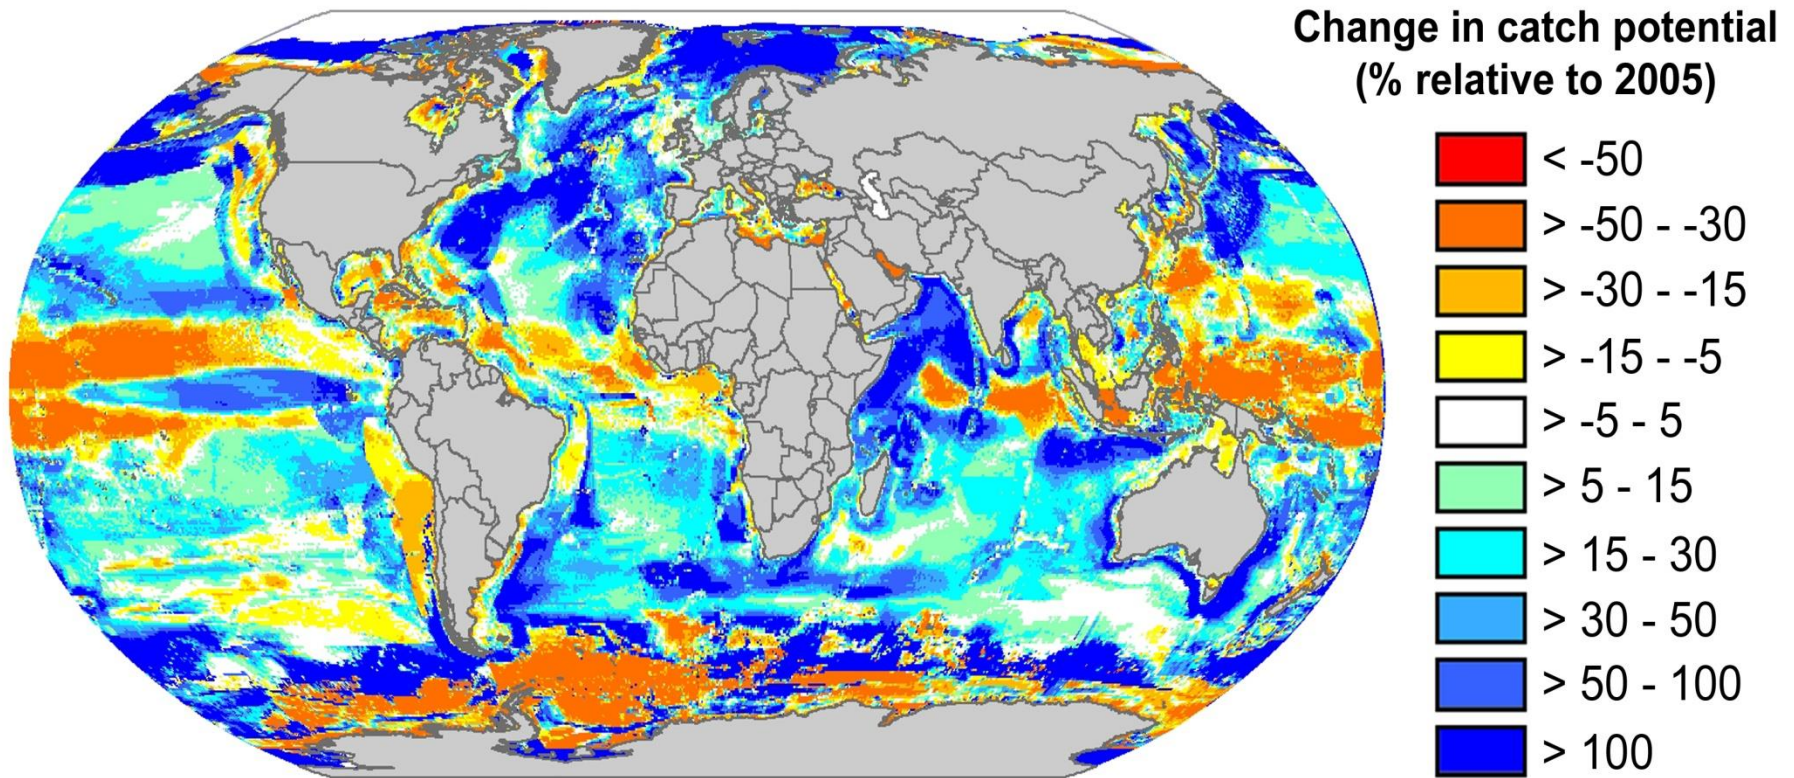 Change in catch potential
(% relative to 2005)
< -50
> -50 - -30
> -30 - -15
> -15 - -5
> -5 - 5
> 5 - 15
> 15 - 30
> 30 - 50
> 50 - 100
> 100